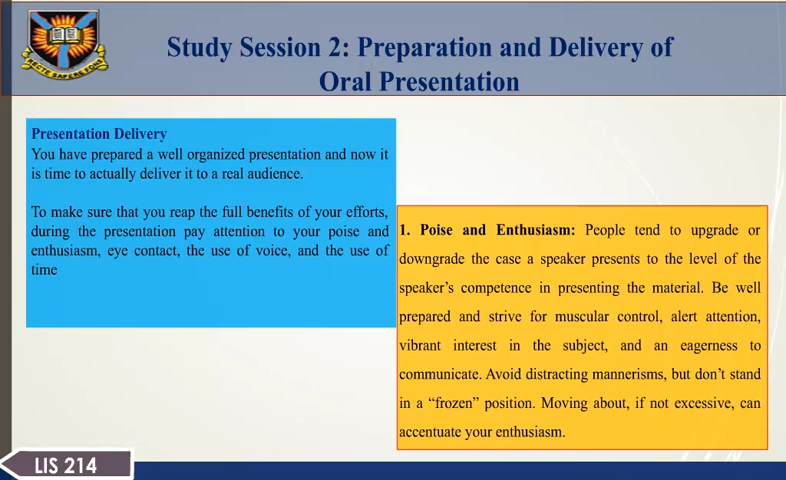 RECTE SAPERE FONS
Study Session 2: Preparation and Delivery of
Oral Presentation
Presentation Delivery
You have prepared a well organized presentation and now it
is time to actually deliver it to a real audience.
To make sure that you reap the full benefits of your efforts,
during the presentation pay attention to your poise and
enthusiasm, eye contact, the use of voice, and the use of
time
1. Poise and Enthusiasm: People tend to upgrade or
downgrade the case a speaker presents to the level of the
speaker’s competence in presenting the material. Be well
prepared and strive for muscular control, alert attention,
vibrant interest in the subject, and an eagerness to
communicate. Avoid distracting mannerisms, but don’t stand
in a “frozen” position. Moving about, if not excessive, can
accentuate your enthusiasm.
LIS 214